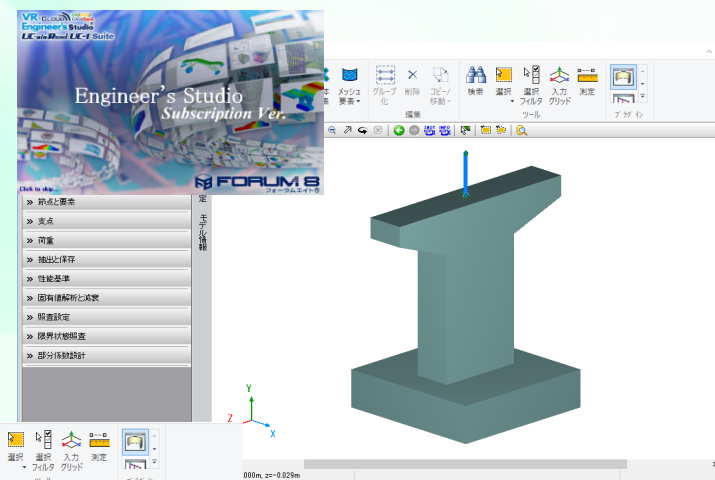 VR CLOUD
Engineer's Studio
UC-win/Road UC-1 Suite
Engineer's Studio
Subscription Ver.
Click to skip...
FORUM 8
フォーラムエイト®
メッシュ
要素
グループ
化
削除
コピー/
移動
検索
選択
選択
フィルタ
入力
グリッド
測定
編集
ツール
プラグイン
節点と要素
支点
荷重
抽出と保存
性能基準
固有値解析と減衰
照査設定
限界状態照査
部分係数設計
定
モデル情報
Y
Z
X
選択
選択
フィルタ
入力
グリッド
測定
.000m, z=-0.029m